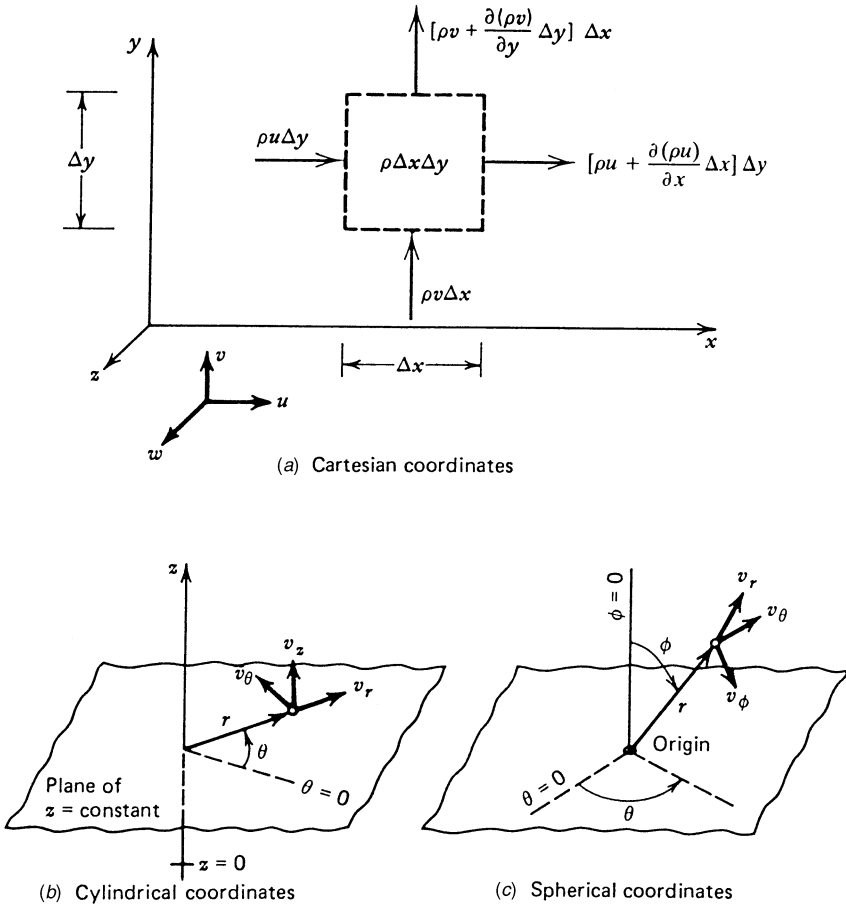 [ρv + ∂(ρv)/∂y Δy] Δx
y
ρuΔy
Δy
ρΔxΔy
[ρu + ∂(ρu)/∂x Δx] Δy
ρvΔx
x
z
Δx
v
u
w
(a) Cartesian coordinates
z
v_z
v_θ
v_r
r
θ
θ = 0
Plane of
z = constant
z = 0
(b) Cylindrical coordinates
φ = 0
v_r
v_θ
φ
v_φ
r
Origin
θ = 0
θ
(c) Spherical coordinates